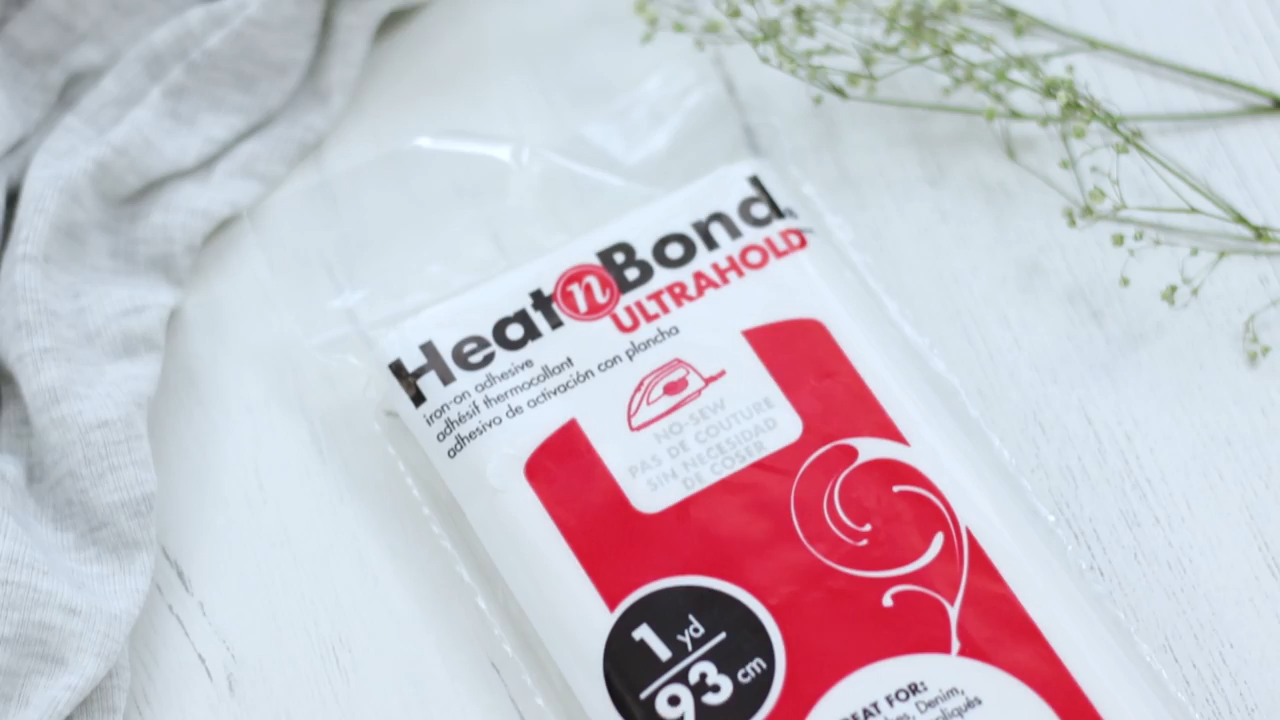 HeatnBond
ULTRAHOLD
iron-on adhesive
adhésif thermocollant
adhesivo de activación con plancha
NO-SEW
PAS DE COUTURE
SIN NECESIDAD
DE COSER
1 yd
93 cm
FOR:
Denim,